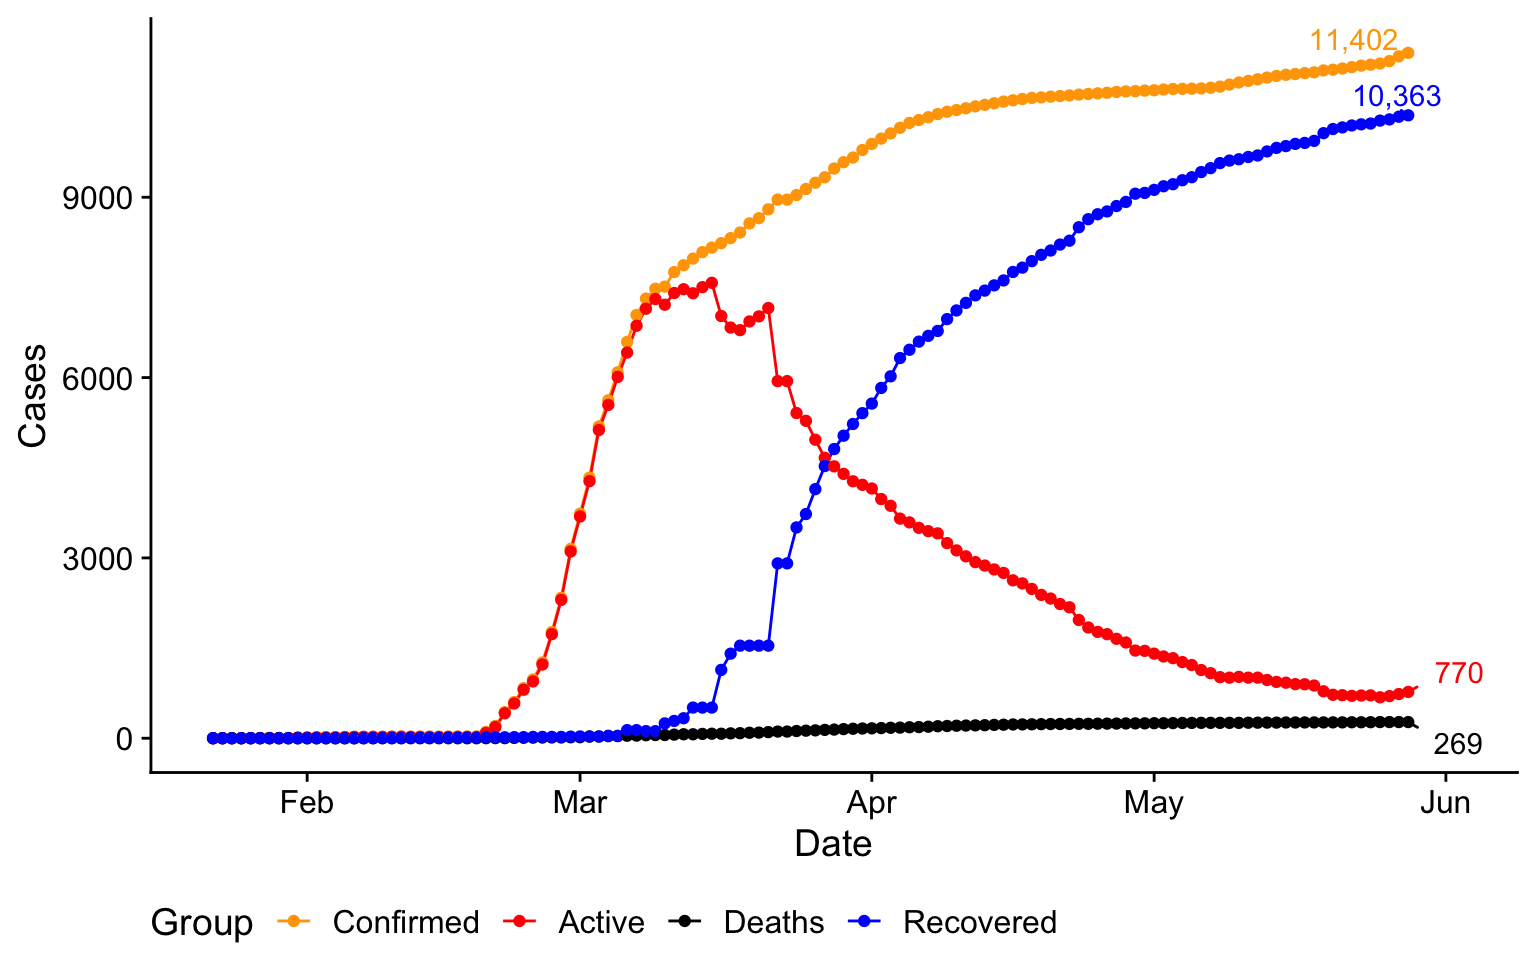 11,402
10,363
9000
6000
3000
0
Cases
770
269
Feb Mar Apr May Jun
Date
Group Confirmed Active Deaths Recovered